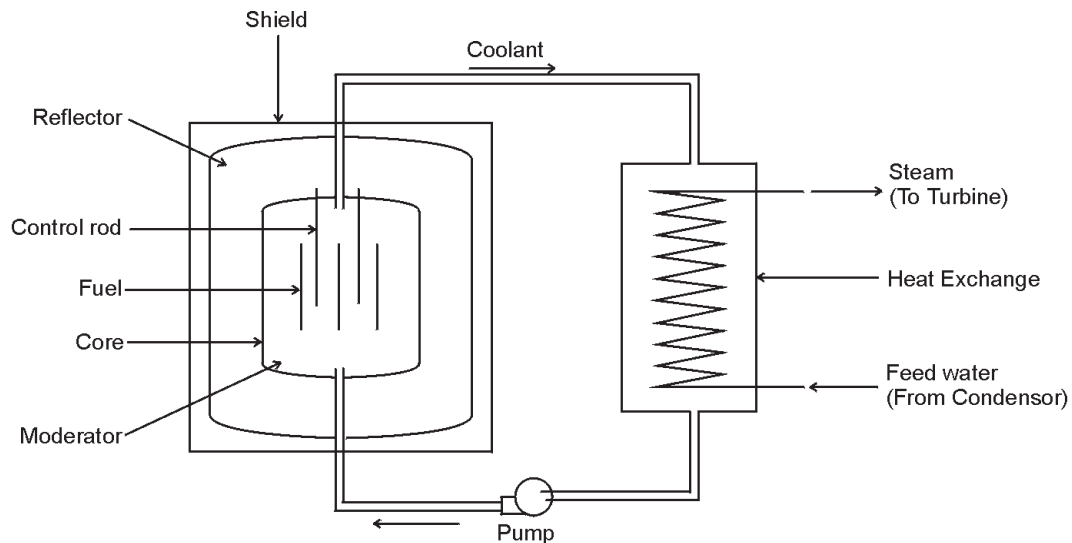 Shield
Coolant
Reflector
Steam
(To Turbine)
Control rod
Heat Exchange
Fuel
Core
Feed water
(From Condensor)
Moderator
Pump